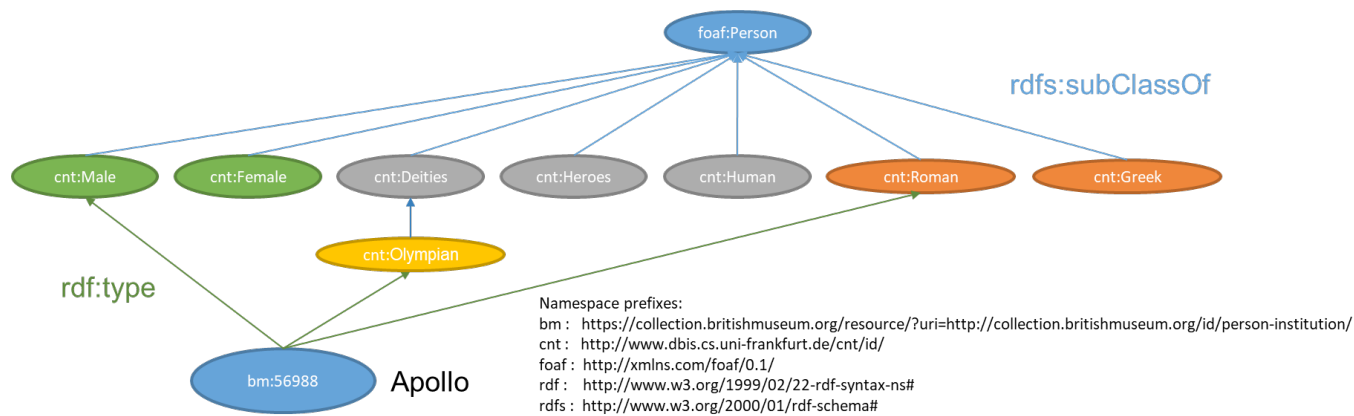 foaf:Person
rdfs:subClassOf
cnt:Male
cnt:Female
cnt:Deities
cnt:Heroes
cnt:Human
cnt:Roman
cnt:Greek
cnt:Olympian
rdf:type
Namespace prefixes:
bm : https://collection.britishmuseum.org/resource/?uri=http://collection.britishmuseum.org/id/person-institution/
cnt : http://www.dbis.cs.uni-frankfurt.de/cnt/id/
foaf : http://xmlns.com/foaf/0.1/
rdf : http://www.w3.org/1999/02/22-rdf-syntax-ns#
rdfs : http://www.w3.org/2000/01/rdf-schema#
bm:56988
Apollo